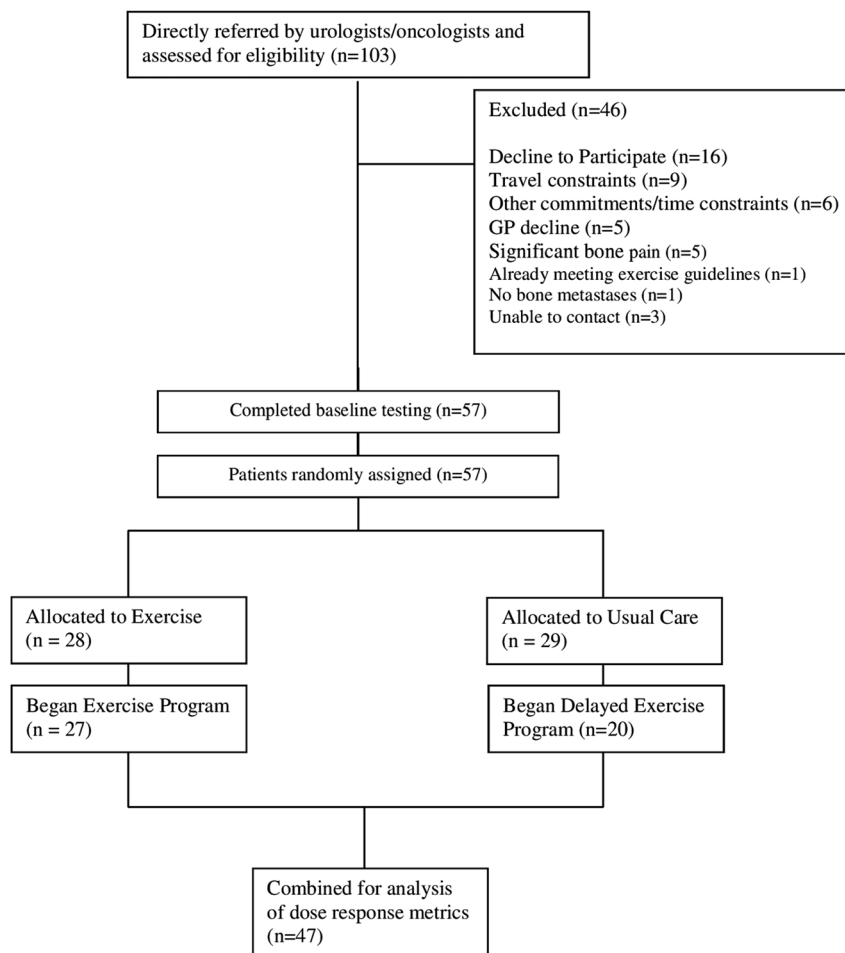 Directly referred by urologists/oncologists and
assessed for eligibility (n=103)
Excluded (n=46)
Decline to Participate (n=16)
Travel constraints (n=9)
Other commitments/time constraints (n=6)
GP decline (n=5)
Significant bone pain (n=5)
Already meeting exercise guidelines (n=1)
No bone metastases (n=1)
Unable to contact (n=3)
Completed baseline testing (n=57)
Patients randomly assigned (n=57)
Allocated to Exercise
(n = 28)
Allocated to Usual Care
(n = 29)
Began Exercise Program
(n = 27)
Began Delayed Exercise
Program (n=20)
Combined for analysis
of dose response metrics
(n=47)